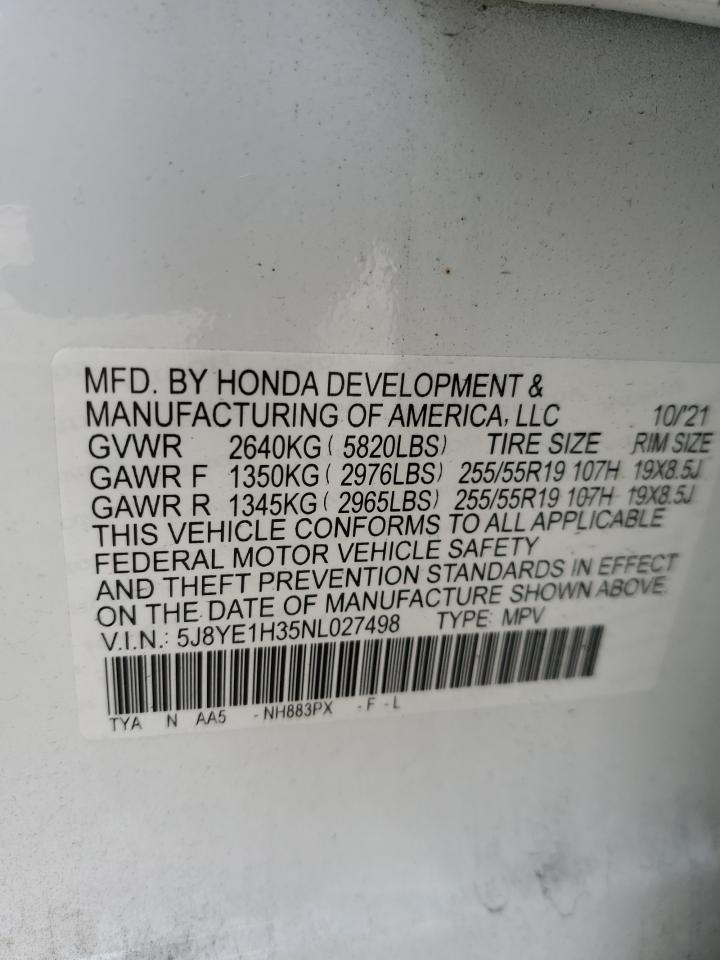 MFD. BY HONDA DEVELOPMENT &
MANUFACTURING OF AMERICA, LLC 10/'21
GVWR 2640KG ( 5820LBS) TIRE SIZE RIM SIZE
GAWR F 1350KG ( 2976LBS) 255/55R19 107H 19X8.5J
GAWR R 1345KG ( 2965LBS) 255/55R19 107H 19X8.5J
THIS VEHICLE CONFORMS TO ALL APPLICABLE
FEDERAL MOTOR VEHICLE SAFETY
AND THEFT PREVENTION STANDARDS IN EFFECT
ON THE DATE OF MANUFACTURE SHOWN ABOVE.
V.I.N.: 5J8YE1H35NL027498 TYPE: MPV
TYA N AA5 - NH883PX - F - L